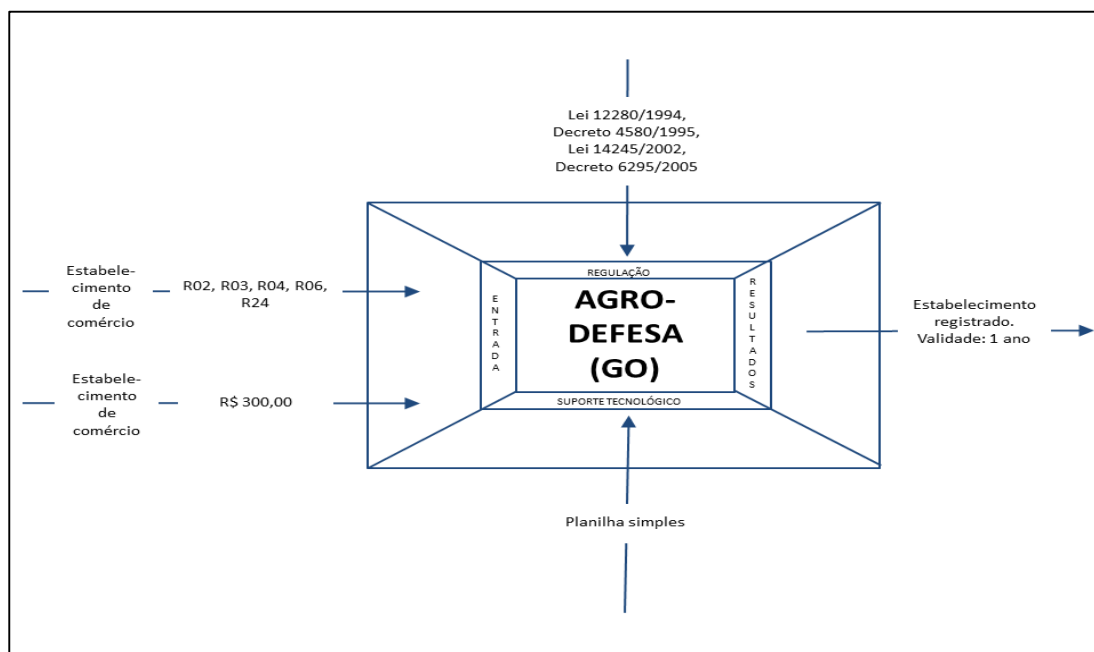 Lei 12280/1994,
Decreto 4580/1995,
Lei 14245/2002,
Decreto 6295/2005
Estabele-
cimento
de
comércio
R02, R03, R04, R06,
R24
Estabele-
cimento
de
comércio
R$ 300,00
REGULAÇÃO
ENTRADA
AGRO-
DEFESA
(GO)
RESULTADOS
SUPORTE TECNOLÓGICO
Estabelecimento
registrado.
Validade: 1 ano
Planilha simples